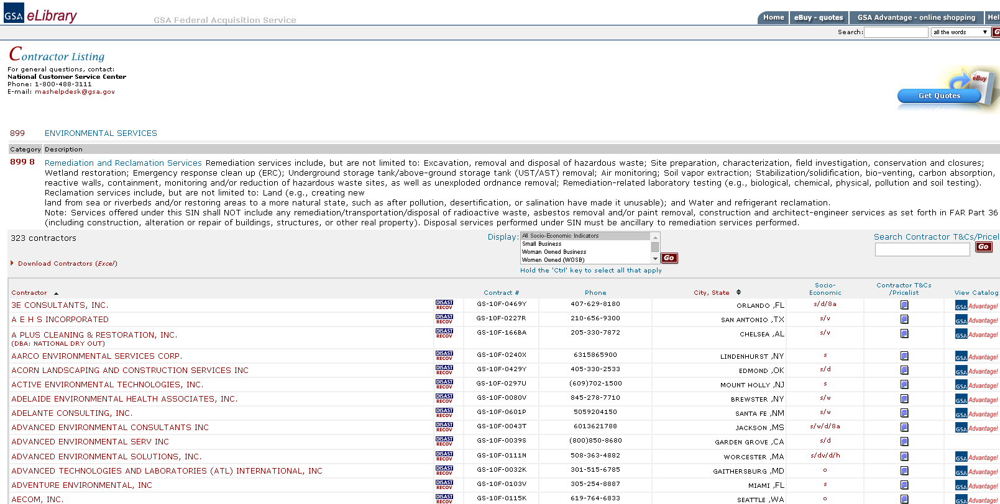 GSA eLibrary
GSA Federal Acquisition Service
Home eBuy - quotes GSA Advantage - online shopping
Search: all the words
Contractor Listing
For general questions, contact:
National Customer Service Center
Phone: 1-800-488-3111
E-mail: mashelpdesk@gsa.gov
eBuy
Get Quotes
899 ENVIRONMENTAL SERVICES
Category Description
899 8 Remediation and Reclamation Services Remediation services include, but are not limited to: Excavation, removal and disposal of hazardous waste; Site preparation, characterization, field investigation, conservation and closures;
Wetland restoration; Emergency response clean up (ERC); Underground storage tank/above-ground storage tank (UST/AST) removal; Air monitoring; Soil vapor extraction; Stabilization/solidification, bio-venting, carbon absorption,
reactive walls, containment, monitoring and/or reduction of hazardous waste sites, as well as unexploded ordnance removal; Remediation-related laboratory testing (e.g., biological, chemical, physical, pollution and soil testing).
Reclamation services include, but are not limited to: Land (e.g., creating new
land from sea or riverbeds and/or restoring areas to a more natural state, such as after pollution, desertification, or salination have made it unusable); and Water and refrigerant reclamation.
Note: Services offered under this SIN shall NOT include any remediation/transportation/disposal of radioactive waste, asbestos removal and/or paint removal, construction and architect-engineer services as set forth in FAR Part 36
(including construction, alteration or repair of buildings, structures, or other real property). Disposal services performed under SIN must be ancillary to remediation services performed.
323 contractors
Display: All Socio-Economic Indicators
Small Business
Woman Owned Business
Women Owned (WOSB)
Go
Hold the 'Ctrl' key to select all that apply
Search Contractor T&Cs/Pricel
Go
Download Contractors (Excel)
Contractor Contract # Phone City, State Socio-Economic Contractor T&Cs /Pricelist View Catalog
3E CONSULTANTS, INC. DISAST RECOV GS-10F-0469Y 407-629-8180 ORLANDO ,FL s/d/8a GSA Advantage!
A E H S INCORPORATED DISAST RECOV GS-10F-0227R 210-656-9300 SAN ANTONIO ,TX s/v GSA Advantage!
A PLUS CLEANING & RESTORATION, INC. DISAST RECOV GS-10F-166BA 205-330-7872 CHELSEA ,AL s/v GSA Advantage!
(DBA: NATIONAL DRY OUT)
AARCO ENVIRONMENTAL SERVICES CORP. DISAST RECOV GS-10F-0240X 6315865900 LINDENHURST ,NY s GSA Advantage!
ACORN LANDSCAPING AND CONSTRUCTION SERVICES INC DISAST RECOV GS-10F-0429Y 405-330-2533 EDMOND ,OK s/d GSA Advantage!
ACTIVE ENVIRONMENTAL TECHNOLOGIES, INC. DISAST RECOV GS-10F-0297U (609)702-1500 MOUNT HOLLY ,NJ s GSA Advantage!
ADELAIDE ENVIRONMENTAL HEALTH ASSOCIATES, INC. DISAST RECOV GS-10F-0080V 845-278-7710 BREWSTER ,NY s/w GSA Advantage!
ADELANTE CONSULTING, INC. DISAST RECOV GS-10F-0601P 5059204150 SANTA FE ,NM s/w GSA Advantage!
ADVANCED ENVIRONMENTAL CONSULTANTS INC DISAST RECOV GS-10F-0043T 6013621788 JACKSON ,MS s/w/d/8a GSA Advantage!
ADVANCED ENVIRONMENTAL SERV INC DISAST RECOV GS-10F-0039S (800)850-8680 GARDEN GROVE ,CA s/d
ADVANCED ENVIRONMENTAL SOLUTIONS, INC. DISAST RECOV GS-10F-0111N 508-363-4882 WORCESTER ,MA s/dv/d/h GSA Advantage!
ADVANCED TECHNOLOGIES AND LABORATORIES (ATL) INTERNATIONAL, INC DISAST RECOV GS-10F-0032K 301-515-6785 GAITHERSBURG ,MD o GSA Advantage!
ADVENTURE ENVIRONMENTAL, INC DISAST RECOV GS-10F-0103V 305-254-8887 MIAMI ,FL s GSA Advantage!
AECOM, INC. DISAST RECOV GS-10F-0115K 619-764-6833 SEATTLE ,WA o GSA Advantage!